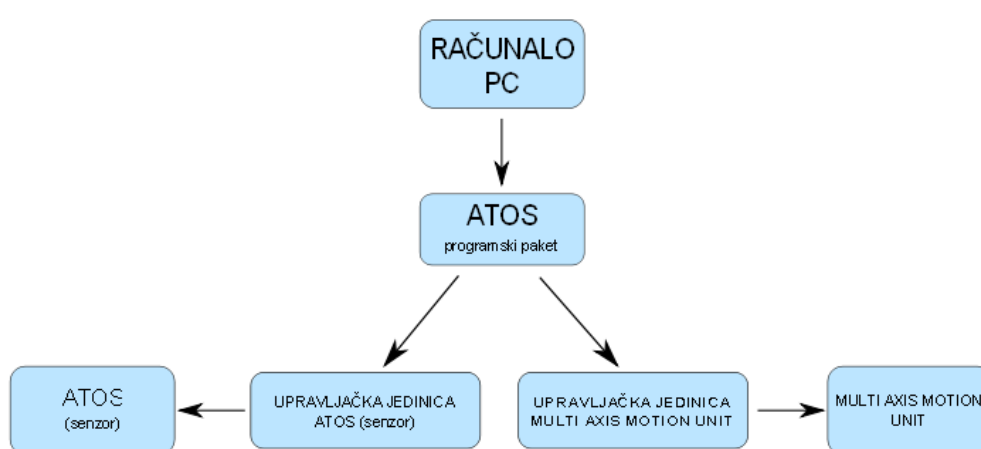 RAČUNALO
PC
ATOS
programski paket
ATOS
(senzor)
UPRAVLJAČKA JEDINICA
ATOS (senzor)
UPRAVLJAČKA JEDINICA
MULTI AXIS MOTION UNIT
MULTI AXIS MOTION
UNIT